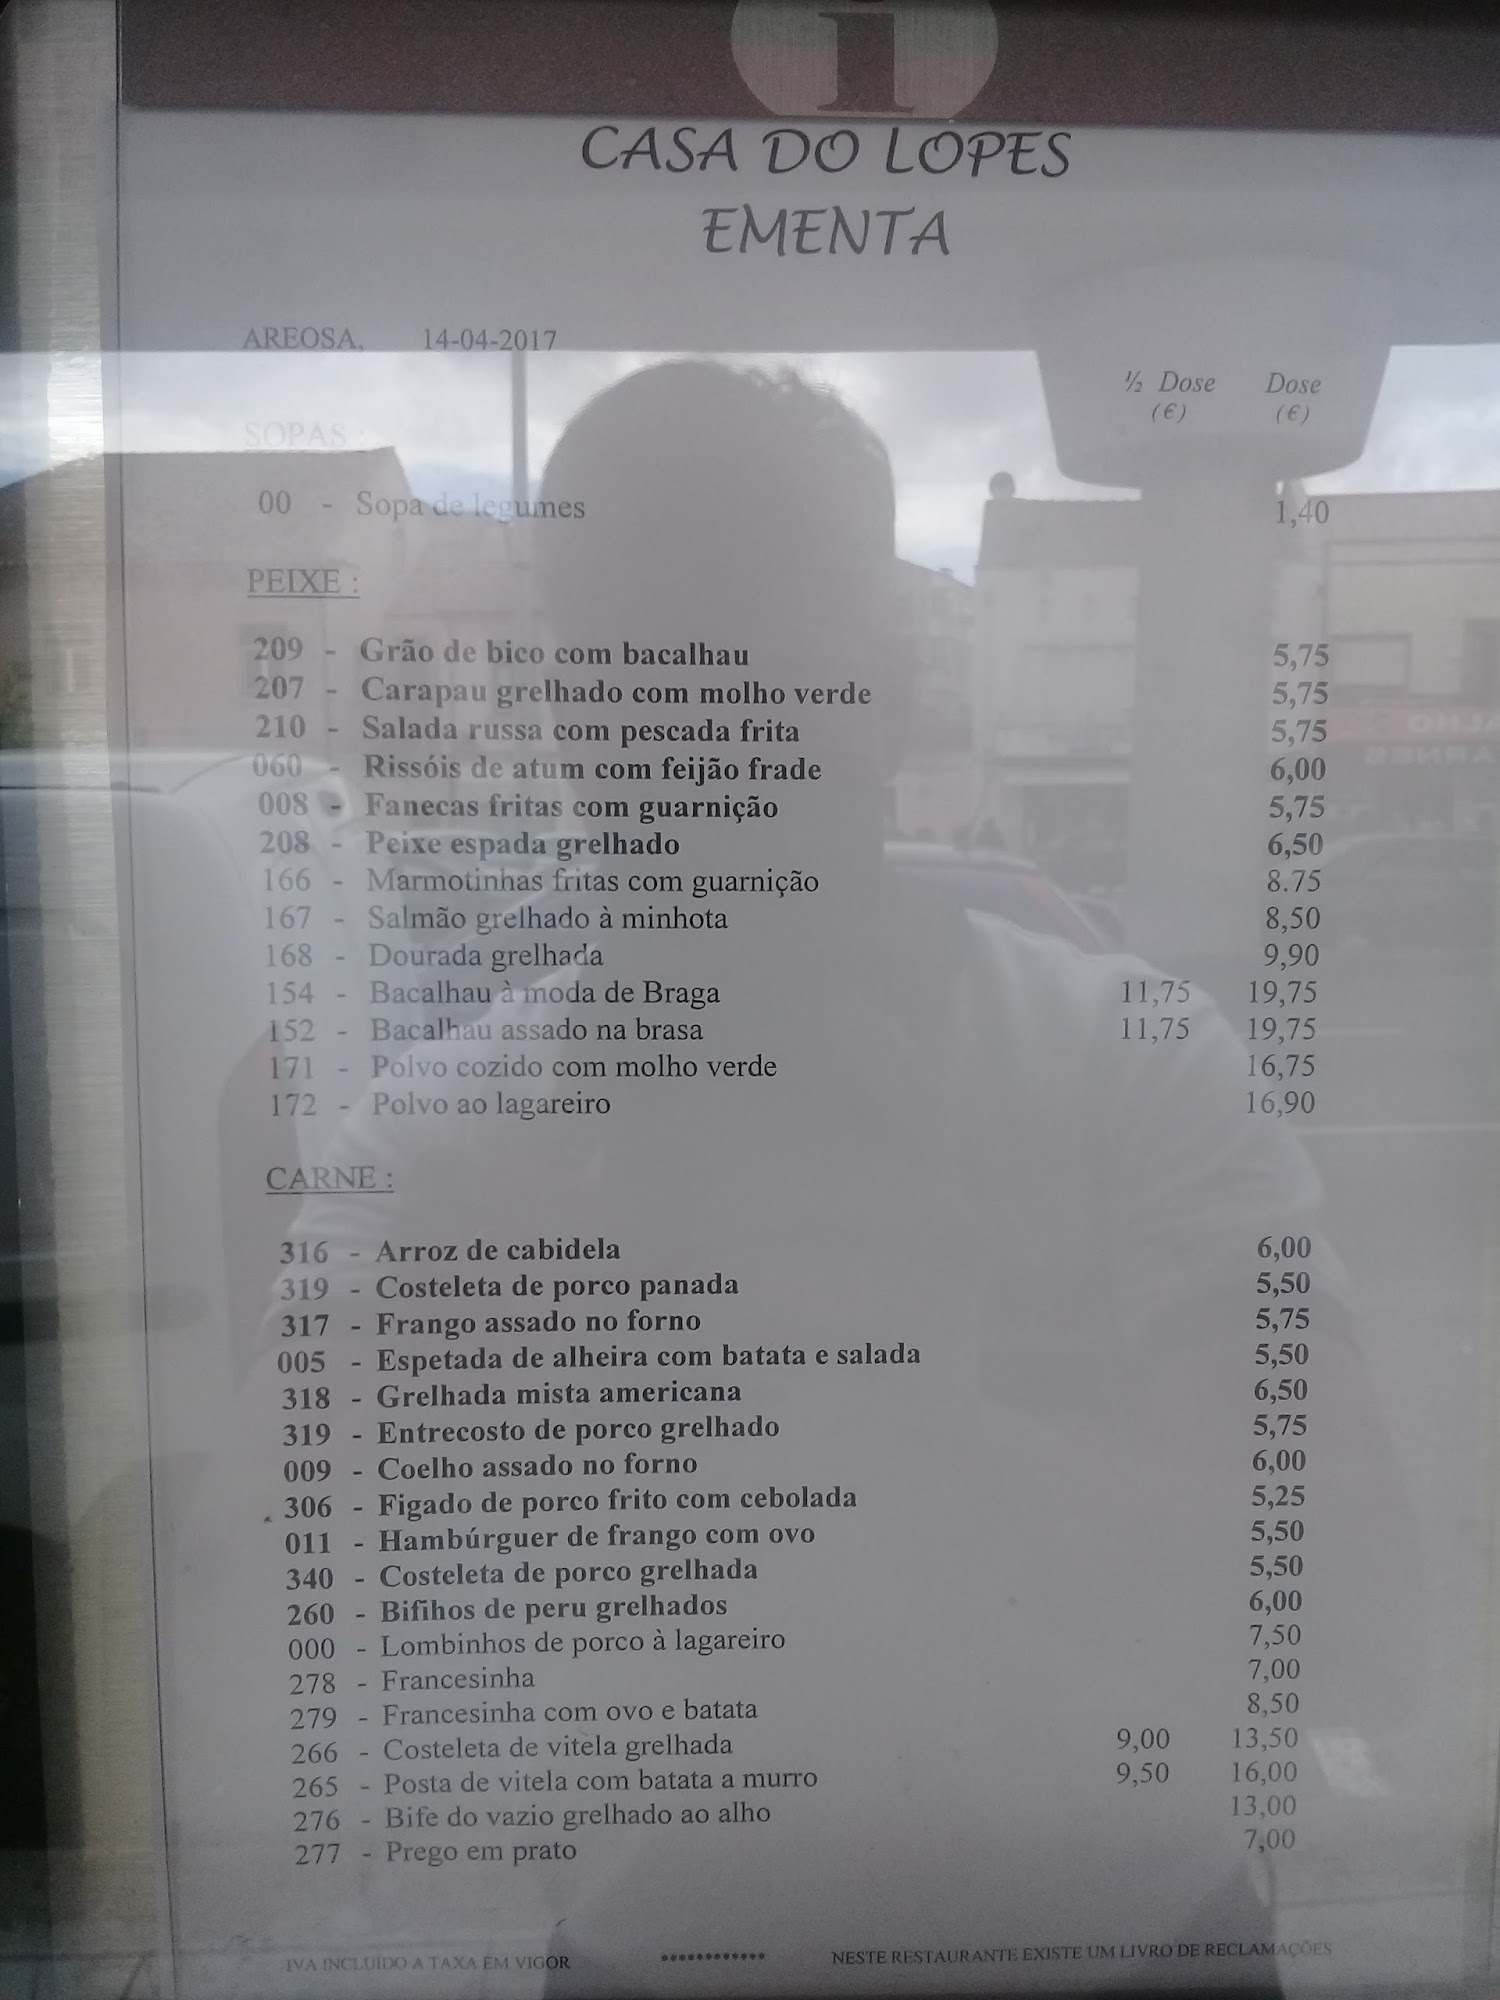 i
CASA DO LOPES
EMENTA
AREOSA, 14-04-2017
½ Dose Dose
(€) (€)
SOPAS :
00 - Sopa de legumes 1,40
PEIXE :
209 - Grão de bico com bacalhau 5,75
207 - Carapau grelhado com molho verde 5,75
210 - Salada russa com pescada frita 5,75
060 - Rissóis de atum com feijão frade 6,00
008 - Fanecas fritas com guarnição 5,75
208 - Peixe espada grelhado 6,50
166 - Marmotinhas fritas com guarnição 8.75
167 - Salmão grelhado à minhota 8,50
168 - Dourada grelhada 9,90
154 - Bacalhau à moda de Braga 11,75 19,75
152 - Bacalhau assado na brasa 11,75 19,75
171 - Polvo cozido com molho verde 16,75
172 - Polvo ao lagareiro 16,90
CARNE :
316 - Arroz de cabidela 6,00
319 - Costeleta de porco panada 5,50
317 - Frango assado no forno 5,75
005 - Espetada de alheira com batata e salada 5,50
318 - Grelhada mista americana 6,50
319 - Entrecosto de porco grelhado 5,75
009 - Coelho assado no forno 6,00
306 - Figado de porco frito com cebolada 5,25
011 - Hambúrguer de frango com ovo 5,50
340 - Costeleta de porco grelhada 5,50
260 - Bifihos de peru grelhados 6,00
000 - Lombinhos de porco à lagareiro 7,50
278 - Francesinha 7,00
279 - Francesinha com ovo e batata 8,50
266 - Costeleta de vitela grelhada 9,00 13,50
265 - Posta de vitela com batata a murro 9,50 16,00
276 - Bife do vazio grelhado ao alho 13,00
277 - Prego em prato 7,00
IVA INCLUÍDO A TAXA EM VIGOR ************ NESTE RESTAURANTE EXISTE UM LIVRO DE RECLAMAÇÕES